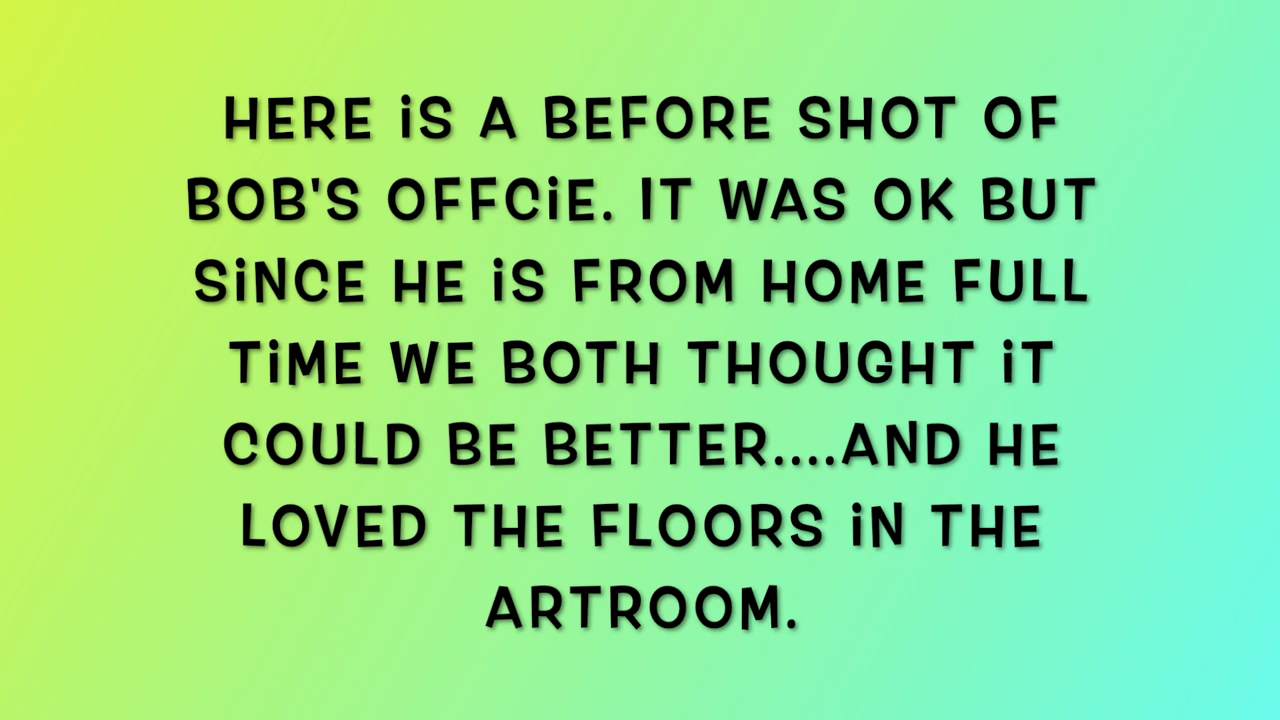 HERE iS A BEFORE SHOT OF
BOB'S OFFCiE. IT WAS OK BUT
SiNCE HE iS FROM HOME FULL
TiME WE BOTH THOUGHT iT
COULD BE BETTER....AND HE
LOVED THE FLOORS iN THE
ARTROOM.